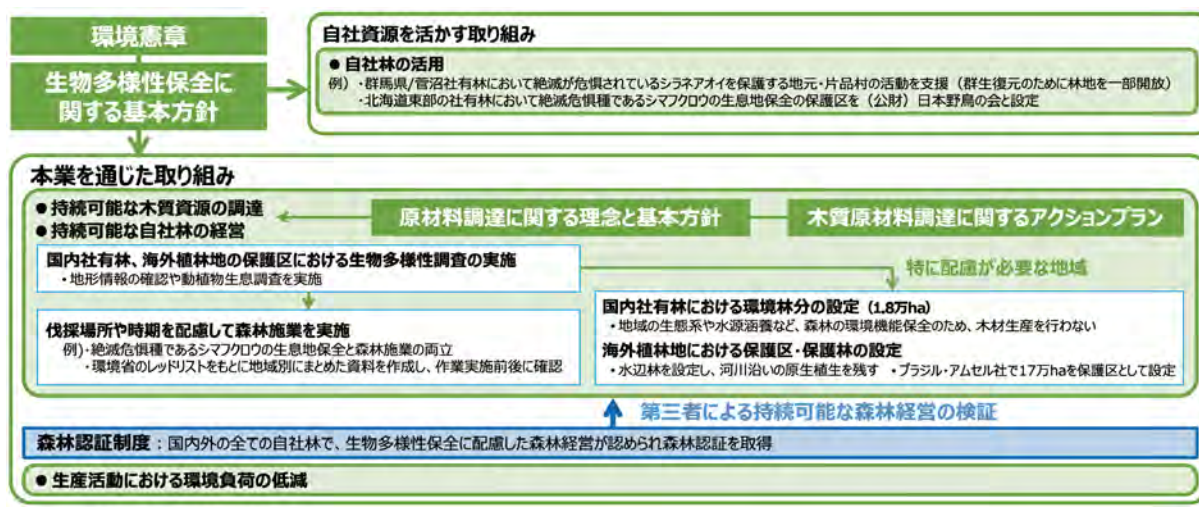 環境憲章
生物多様性保全に
関する基本方針
自社資源を活かす取り組み
● 自社林の活用
例）・群馬県/菅沼社有林において絶滅が危惧されているシラネアオイを保護する地元・片品村の活動を支援（群生復元のために林地を一部開放）
・北海道東部の社有林において絶滅危惧種であるシマフクロウの生息地保全の保護区を（公財）日本野鳥の会と設定
本業を通じた取り組み
● 持続可能な木質資源の調達
● 持続可能な自社林の経営
原材料調達に関する理念と基本方針
木質原材料調達に関するアクションプラン
国内社有林、海外植林地の保護区における生物多様性調査の実施
・地形情報の確認や動植物生息調査を実施
特に配慮が必要な地域
伐採場所や時期を配慮して森林施業を実施
例）・絶滅危惧種であるシマフクロウの生息地保全と森林施業の両立
・環境省のレッドリストをもとに地域別にまとめた資料を作成し、作業実施前後に確認
国内社有林における環境林分の設定（1.8万ha）
・地域の生態系や水源涵養など、森林の環境機能保全のため、木材生産を行わない
海外植林地における保護区・保護林の設定
・水辺林を設定し、河川沿いの原生植生を残す ・ブラジル・アムセル社で17万haを保護区として設定
第三者による持続可能な森林経営の検証
森林認証制度：国内外の全ての自社林で、生物多様性保全に配慮した森林経営が認められ森林認証を取得
● 生産活動における環境負荷の低減